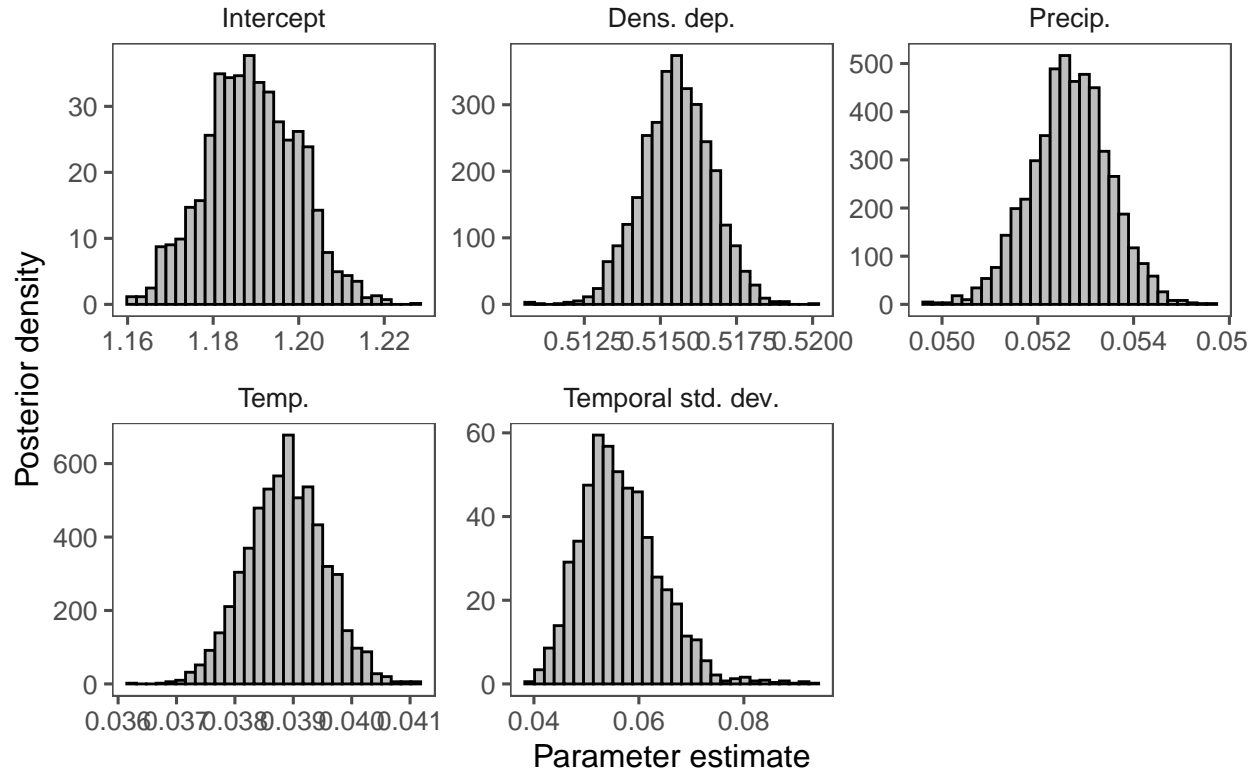 Intercept
Dens. dep.
Precip.
30
20
10
0
300
200
100
0
500
400
300
200
100
0
1.16 1.18 1.20 1.22
0.5125 0.5150 0.5175 0.5200
0.050 0.052 0.054 0.05
Posterior density
Temp.
Temporal std. dev.
600
400
200
0
60
40
20
0
0.036 0.037 0.038 0.039 0.040 0.041
0.04 0.06 0.08
Parameter estimate